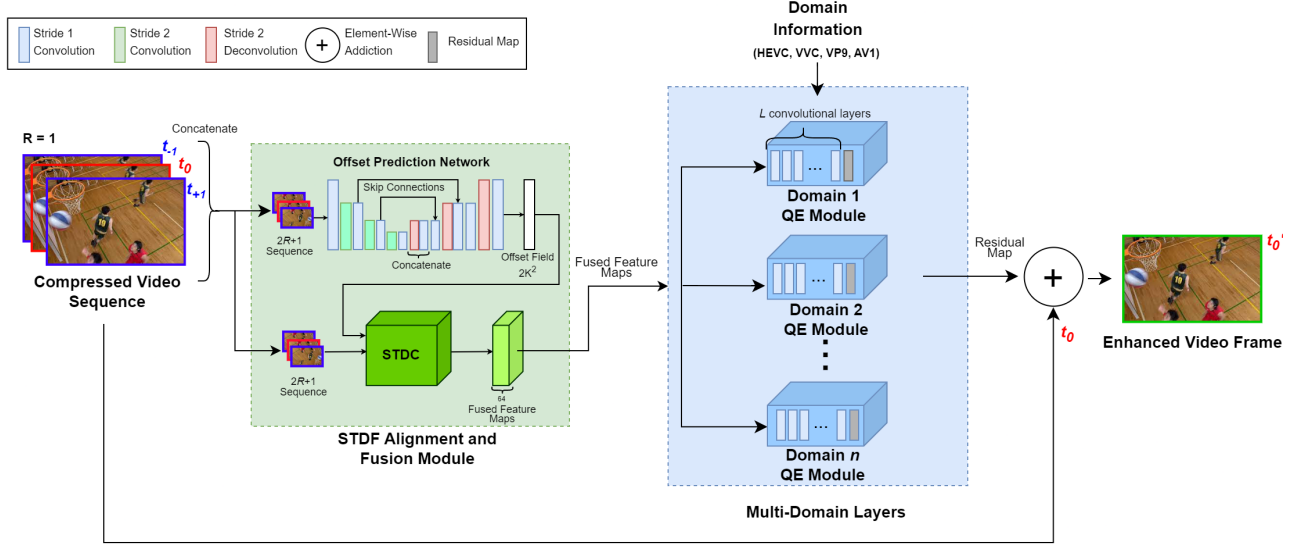 Stride 1
Convolution
Stride 2
Convolution
Stride 2
Deconvolution
+
Element-Wise
Addiction
Residual Map
Domain
Information
(HEVC, VVC, VP9, AV1)
R = 1
Concatenate
t-1
t0
t+1
Compressed Video
Sequence
Offset Prediction Network
Skip Connections
2R+1
Sequence
Concatenate
Offset Field
2K²
2R+1
Sequence
STDC
64
Fused Feature
Maps
STDF Alignment and
Fusion Module
Fused Feature
Maps
L convolutional layers
...
Domain 1
QE Module
...
Domain 2
QE Module
...
Domain n
QE Module
Multi-Domain Layers
Residual
Map
+
t0
t0'
Enhanced Video Frame